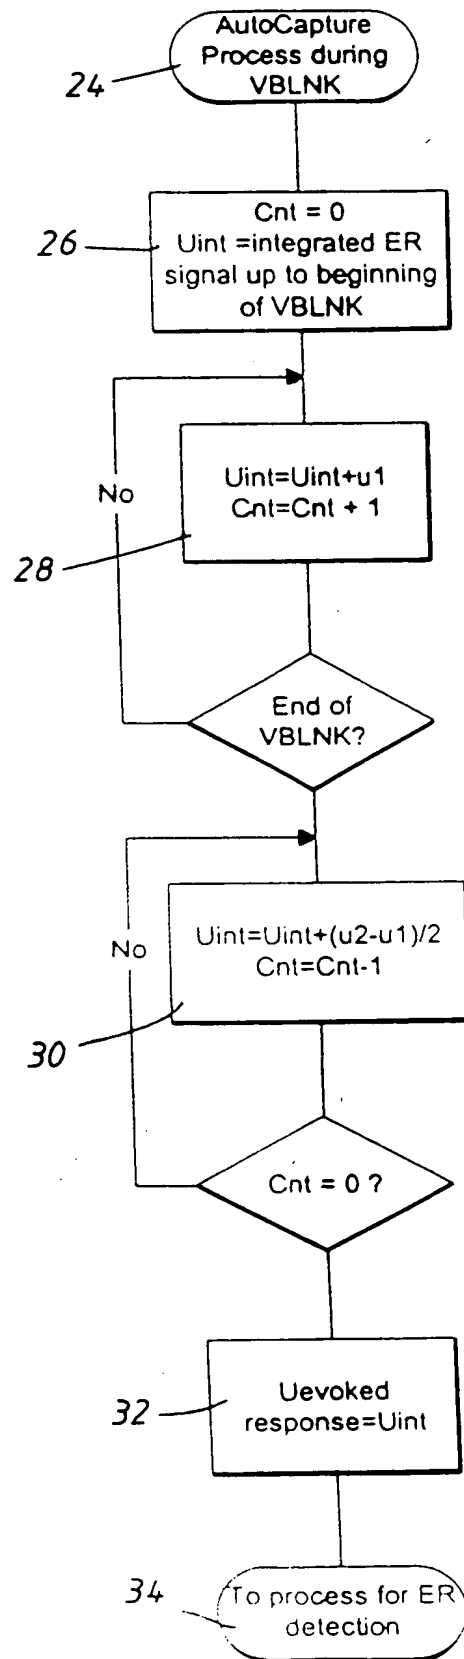 AutoCapture
Process during
VBLNK
24
Cnt = 0
Uint =integrated ER
signal up to beginning
of VBLNK
26
Uint=Uint+u1
Cnt=Cnt + 1
No
28
End of
VBLNK?
Uint=Uint+(u2-u1)/2
Cnt=Cnt-1
No
30
Cnt = 0 ?
Uevoked
response=Uint
32
To process for ER
detection
34